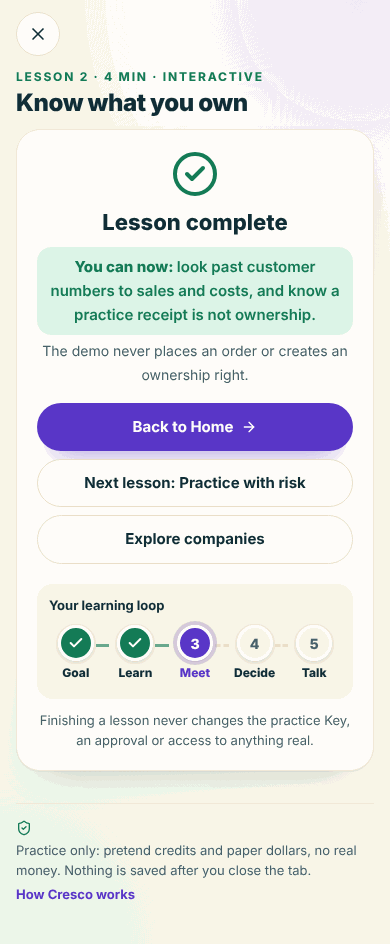 LESSON 2 · 4 MIN · INTERACTIVE
Know what you own
Lesson complete
You can now: look past customer
numbers to sales and costs, and know a
practice receipt is not ownership.
The demo never places an order or creates an
ownership right.
Back to Home →
Next lesson: Practice with risk
Explore companies
Your learning loop
3 4 5
Goal Learn Meet Decide Talk
Finishing a lesson never changes the practice Key,
an approval or access to anything real.
Practice only: pretend credits and paper dollars, no real
money. Nothing is saved after you close the tab.
How Cresco works